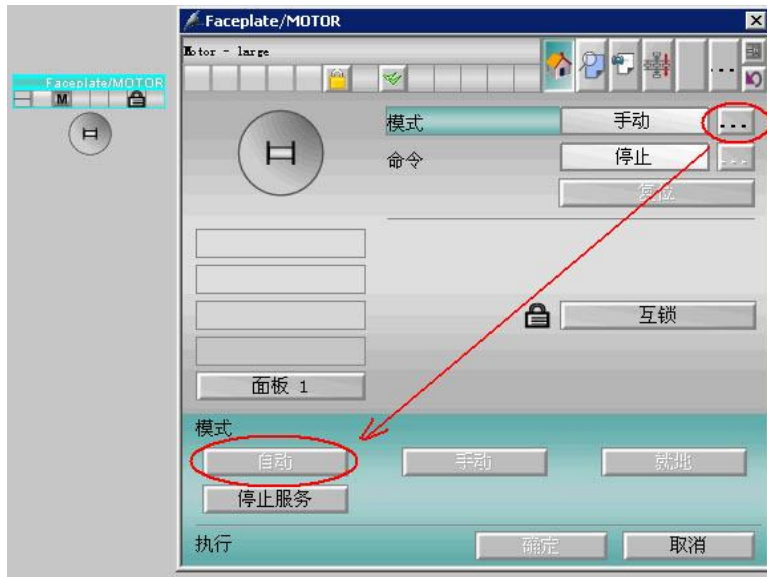 Faceplate/MOTOR
Motor - large
Faceplate/MOTOR
M
模式
手动
...
命令
停止
...
复位
互锁
面板 1
模式
自动
手动
就地
停止服务
执行
确定
取消